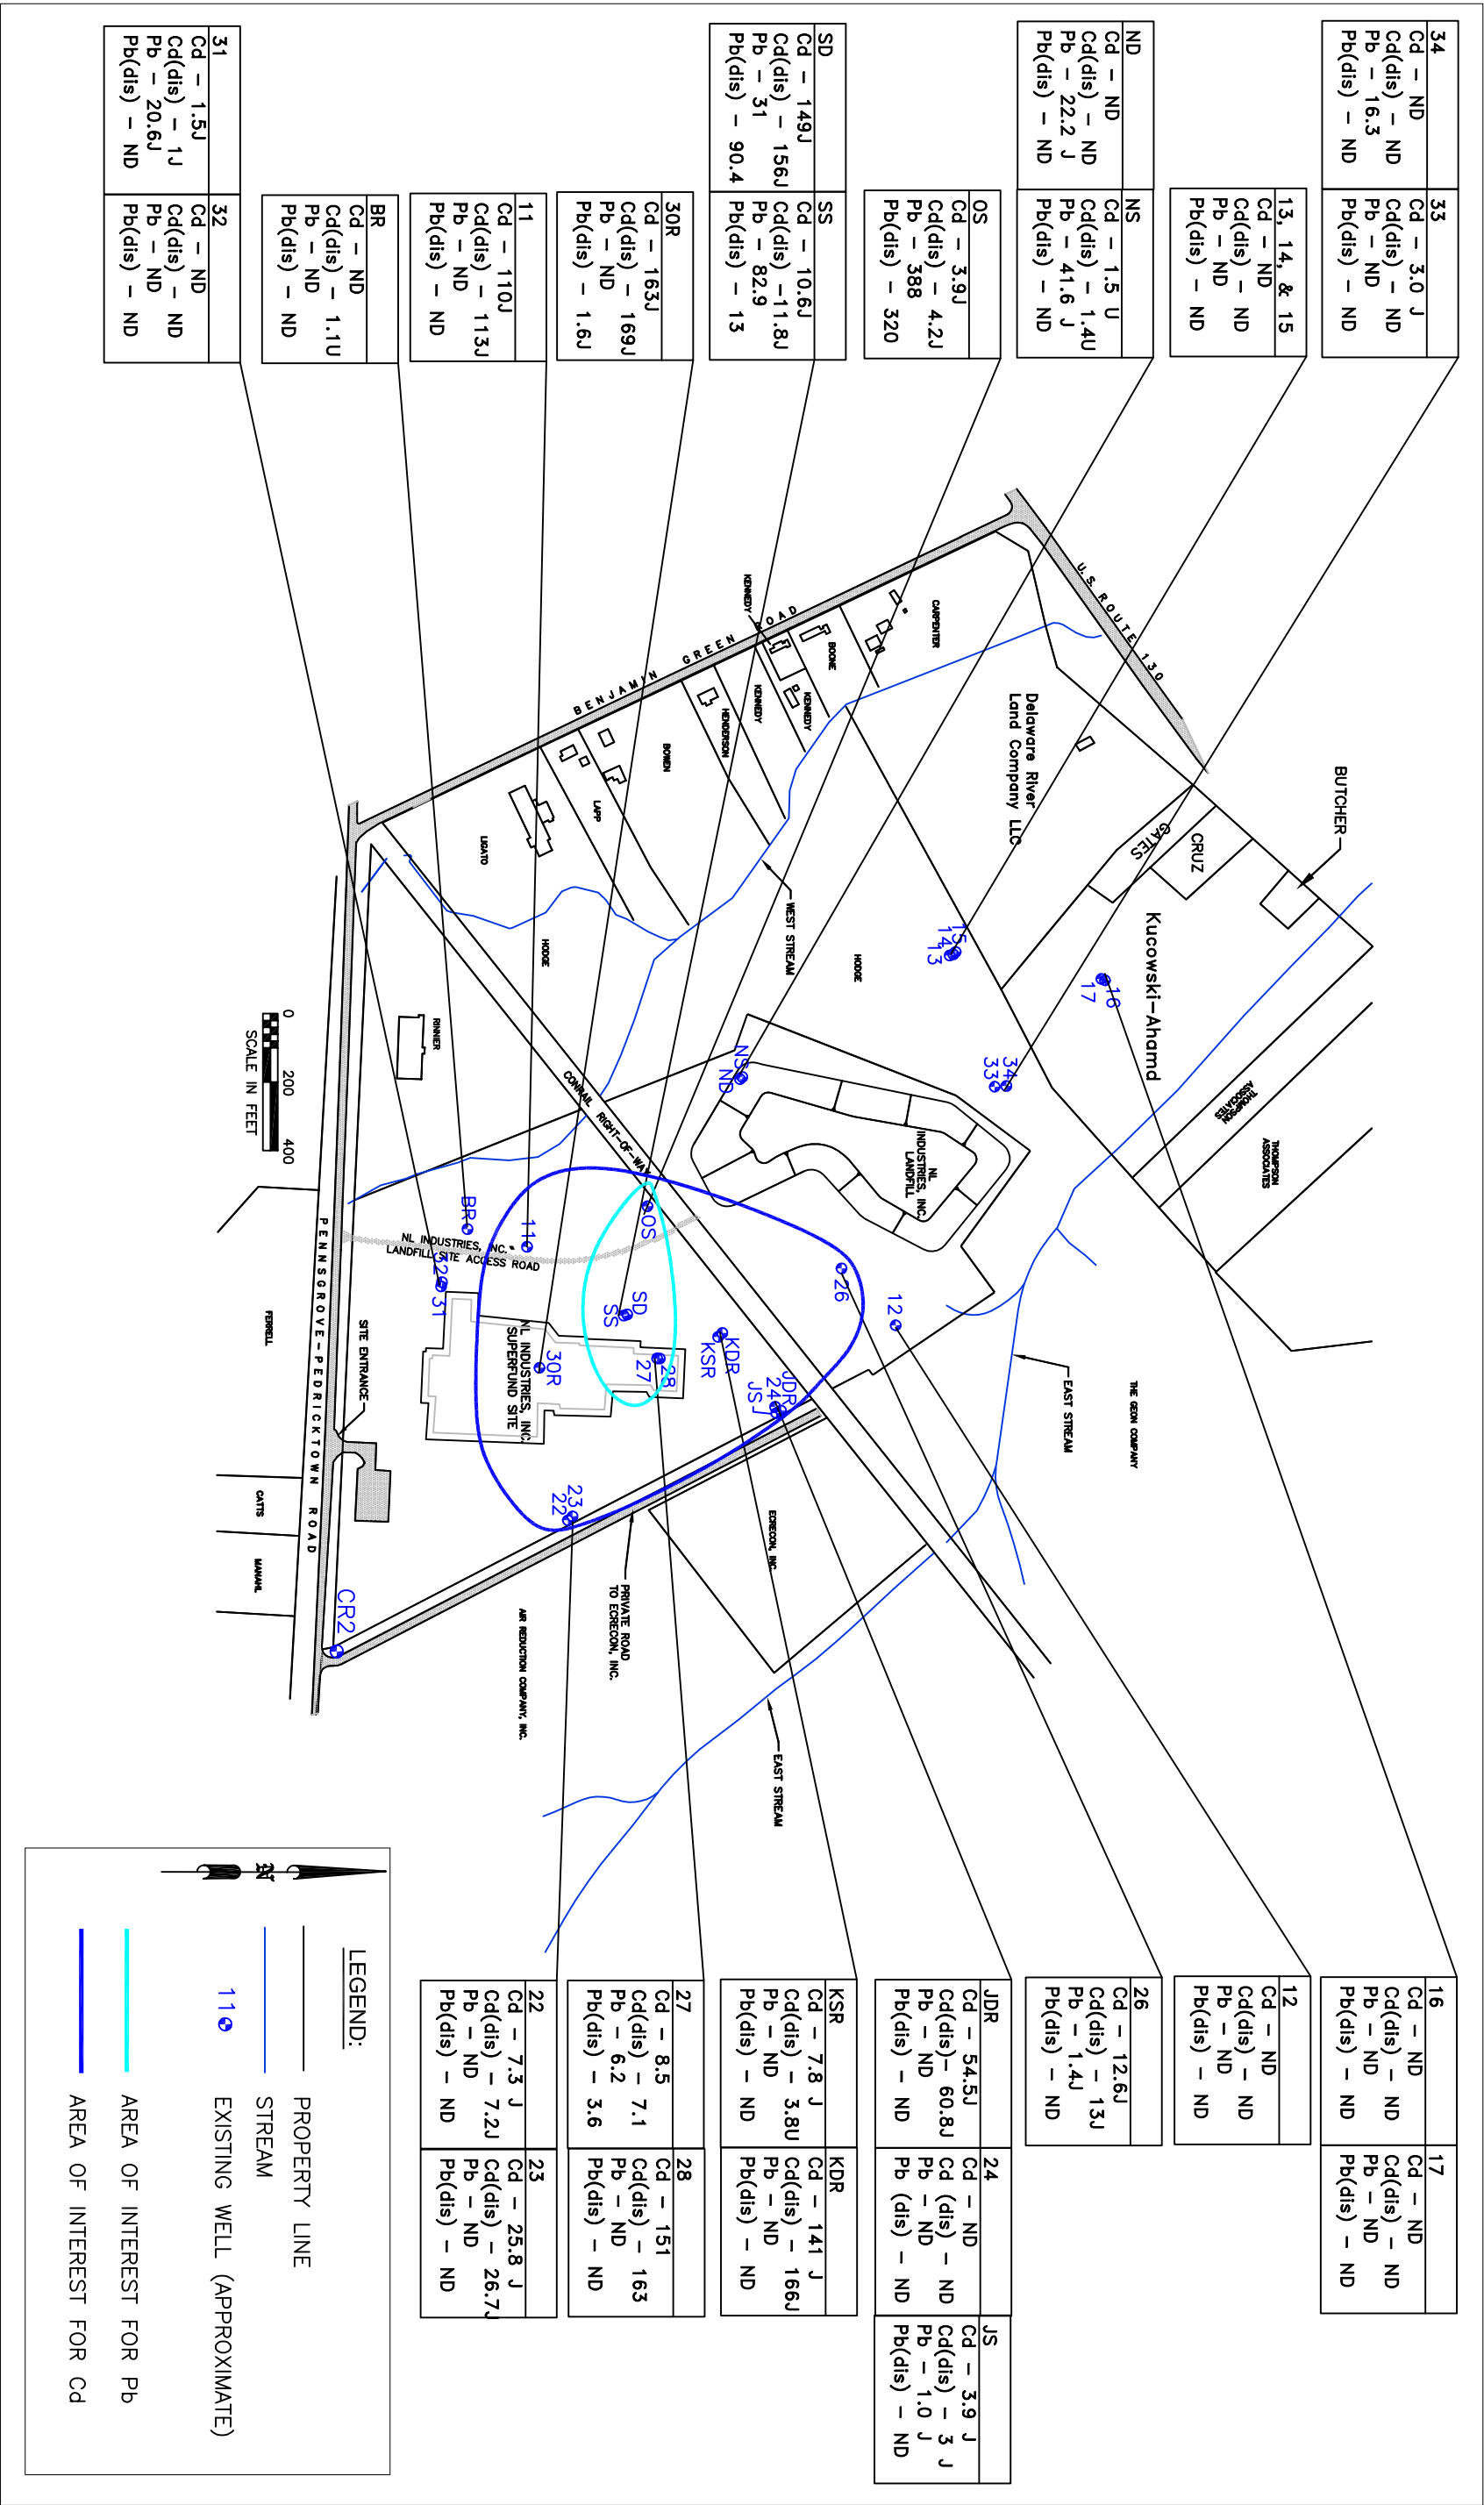 34
Cd - ND
Cd(dis) - ND
Pb - 16.3
Pb(dis) - ND
33
Cd - 3.0 J
Cd(dis) - ND
Pb - ND
Pb(dis) - ND
13, 14, & 15
Cd - ND
Cd(dis) - ND
Pb - ND
Pb(dis) - ND
ND
Cd - ND
Cd(dis) - ND
Pb - 22.2 J
Pb(dis) - ND
NS
Cd - 1.5 U
Cd(dis) - 1.4U
Pb - 41.6 J
Pb(dis) - ND
OS
Cd - 3.9J
Cd(dis) - 4.2J
Pb - 388
Pb(dis) - 320
SD
Cd - 149J
Cd(dis) - 156J
Pb - 31
Pb(dis) - 90.4
SS
Cd - 10.6J
Cd(dis) -11.8J
Pb - 82.9
Pb(dis) - 13
30R
Cd - 163J
Cd(dis) - 169J
Pb - ND
Pb(dis) - 1.6J
11
Cd - 110J
Cd(dis) - 113J
Pb - ND
Pb(dis) - ND
BR
Cd - ND
Cd(dis) - 1.1U
Pb - ND
Pb(dis) - ND
31
Cd - 1.5J
Cd(dis) - 1J
Pb - 20.6J
Pb(dis) - ND
32
Cd - ND
Cd(dis) - ND
Pb - ND
Pb(dis) - ND
U.S. ROUTE 130
BENJAMIN GREEN ROAD
CARPENTER
BOONE
KENNEDY
KENNEDY
KENNEDY
HENDERSON
BOWEN
LAPP
LIGATO
Delaware River
Land Company LLC
BUTCHER
CRUZ
GATES
Kucowski-Ahamd
THOMPSON
ASSOCIATES
THOMPSON
ASSOCIATES
WEST STREAM
HODGE
HODGE
RINNIER
15
14
13
16
17
34
33
NS
ND
NL
INDUSTRIES, INC.
LANDFILL
CONRAIL RIGHT-OF-WAY
0 200 400
SCALE IN FEET
OS
BR
11
NL INDUSTRIES, INC.
LANDFILL SITE ACCESS ROAD
32
31
26
12
SD
SS
KDR
KSR
28
27
30R
JDR
24
JS
23
22
NL INDUSTRIES, INC.
SUPERFUND SITE
SITE ENTRANCE
PENNSGROVE-PEDRICKTOWN ROAD
FERRELL
CATTS
MANAHL
CR2
EAST STREAM
THE GEON COMPANY
ECRECON, INC.
PRIVATE ROAD
TO ECRECON, INC.
AIR REDUCTION COMPANY, INC.
EAST STREAM
16
Cd - ND
Cd(dis) - ND
Pb - ND
Pb(dis) - ND
17
Cd - ND
Cd(dis) - ND
Pb - ND
Pb(dis) - ND
12
Cd - ND
Cd(dis) - ND
Pb - ND
Pb(dis) - ND
26
Cd - 12.6J
Cd(dis) - 13J
Pb - 1.4J
Pb(dis) - ND
JDR
Cd - 54.5J
Cd(dis)- 60.8J
Pb - ND
Pb(dis) - ND
24
Cd - ND
Cd (dis) - ND
Pb - ND
Pb (dis) - ND
JS
Cd - 3.9 J
Cd(dis) - 3 J
Pb - 1.0 J
Pb(dis) - ND
KSR
Cd - 7.8 J
Cd(dis) - 3.8U
Pb - ND
Pb(dis) - ND
KDR
Cd - 141 J
Cd(dis) - 166J
Pb - ND
Pb(dis) - ND
27
Cd - 8.5
Cd(dis) - 7.1
Pb - 6.2
Pb(dis) - 3.6
28
Cd - 151
Cd(dis) - 163
Pb - ND
Pb(dis) - ND
22
Cd - 7.3 J
Cd(dis) - 7.2J
Pb - ND
Pb(dis) - ND
23
Cd - 25.8 J
Cd(dis) - 26.7J
Pb - ND
Pb(dis) - ND
LEGEND:
PROPERTY LINE
STREAM
11 EXISTING WELL (APPROXIMATE)
AREA OF INTEREST FOR Pb
AREA OF INTEREST FOR Cd